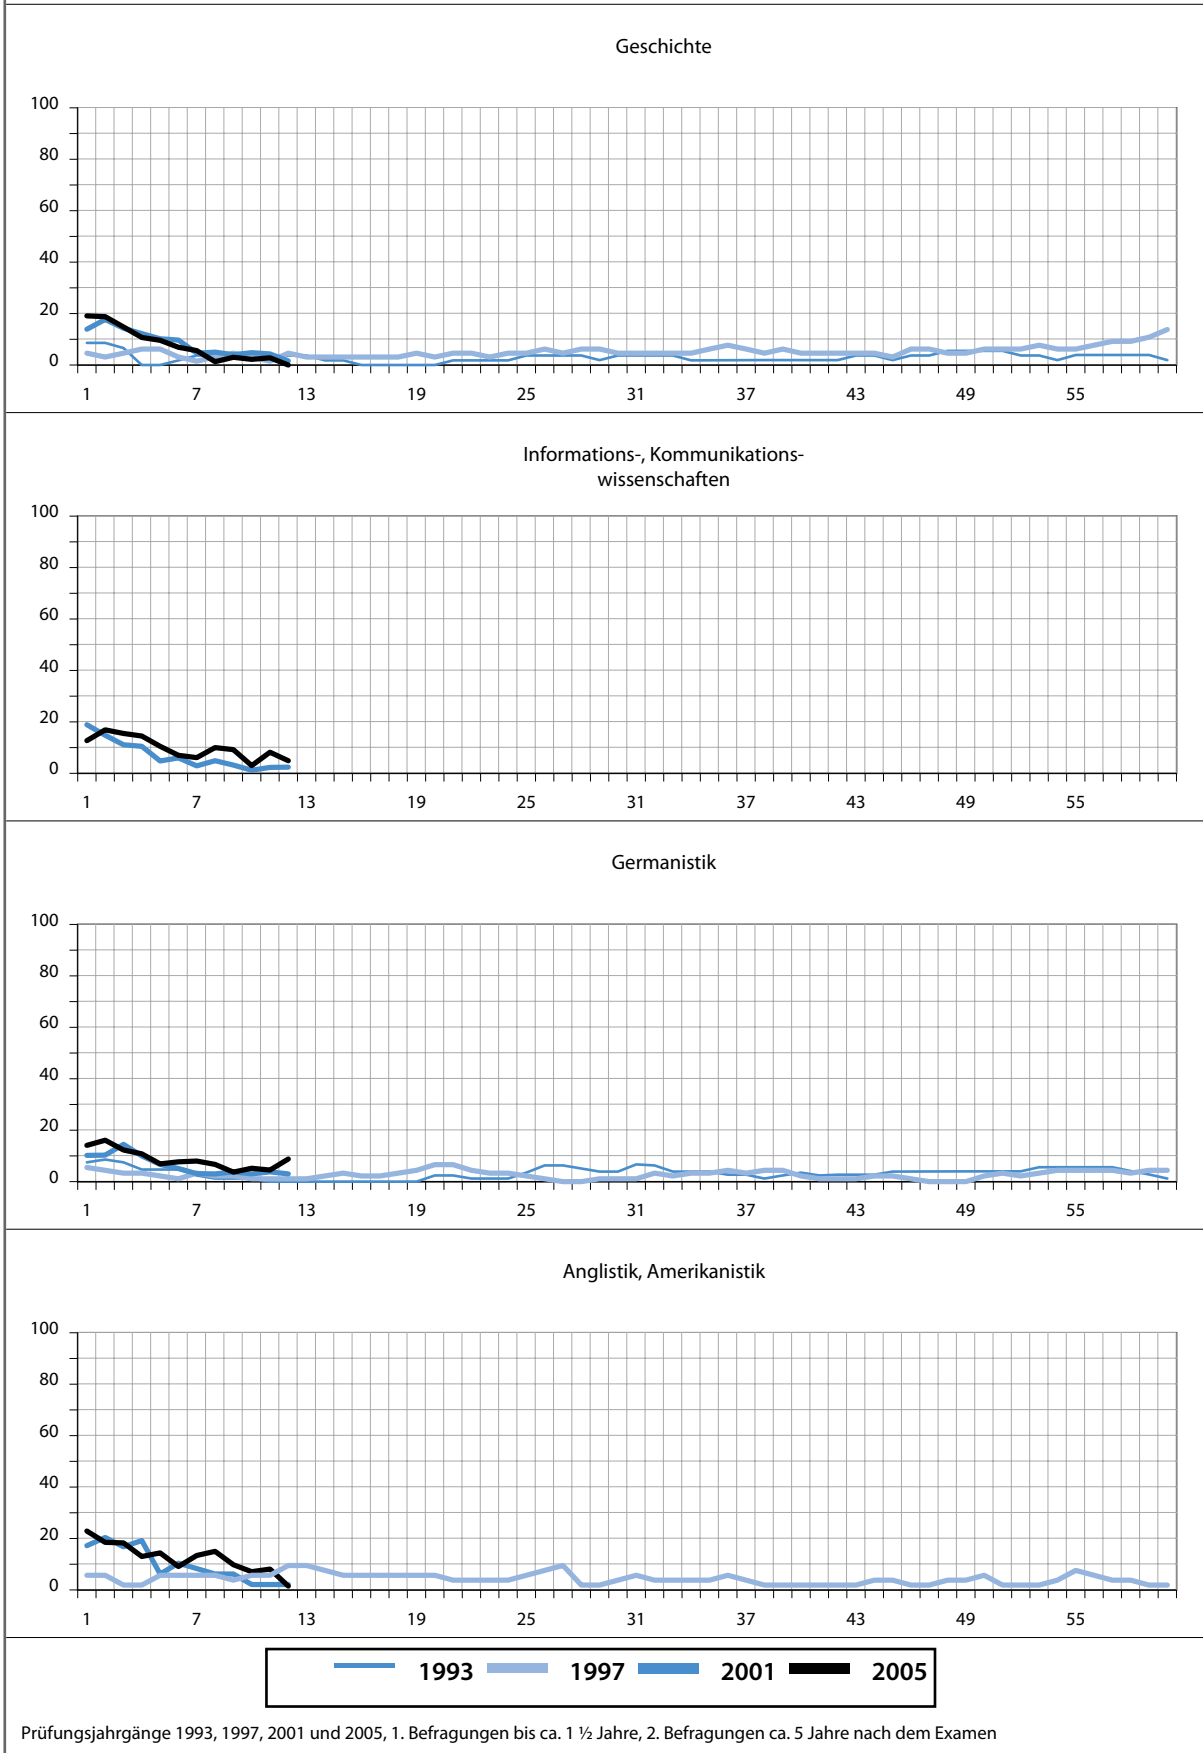 Geschichte
100
80
60
40
20
0
1 7 13 19 25 31 37 43 49 55
Informations-, Kommunikations-
wissenschaften
100
80
60
40
20
0
1 7 13 19 25 31 37 43 49 55
Germanistik
100
80
60
40
20
0
1 7 13 19 25 31 37 43 49 55
Anglistik, Amerikanistik
100
80
60
40
20
0
1 7 13 19 25 31 37 43 49 55
1993 1997 2001 2005
Prüfungsjahrgänge 1993, 1997, 2001 und 2005, 1. Befragungen bis ca. 1 ½ Jahre, 2. Befragungen ca. 5 Jahre nach dem Examen